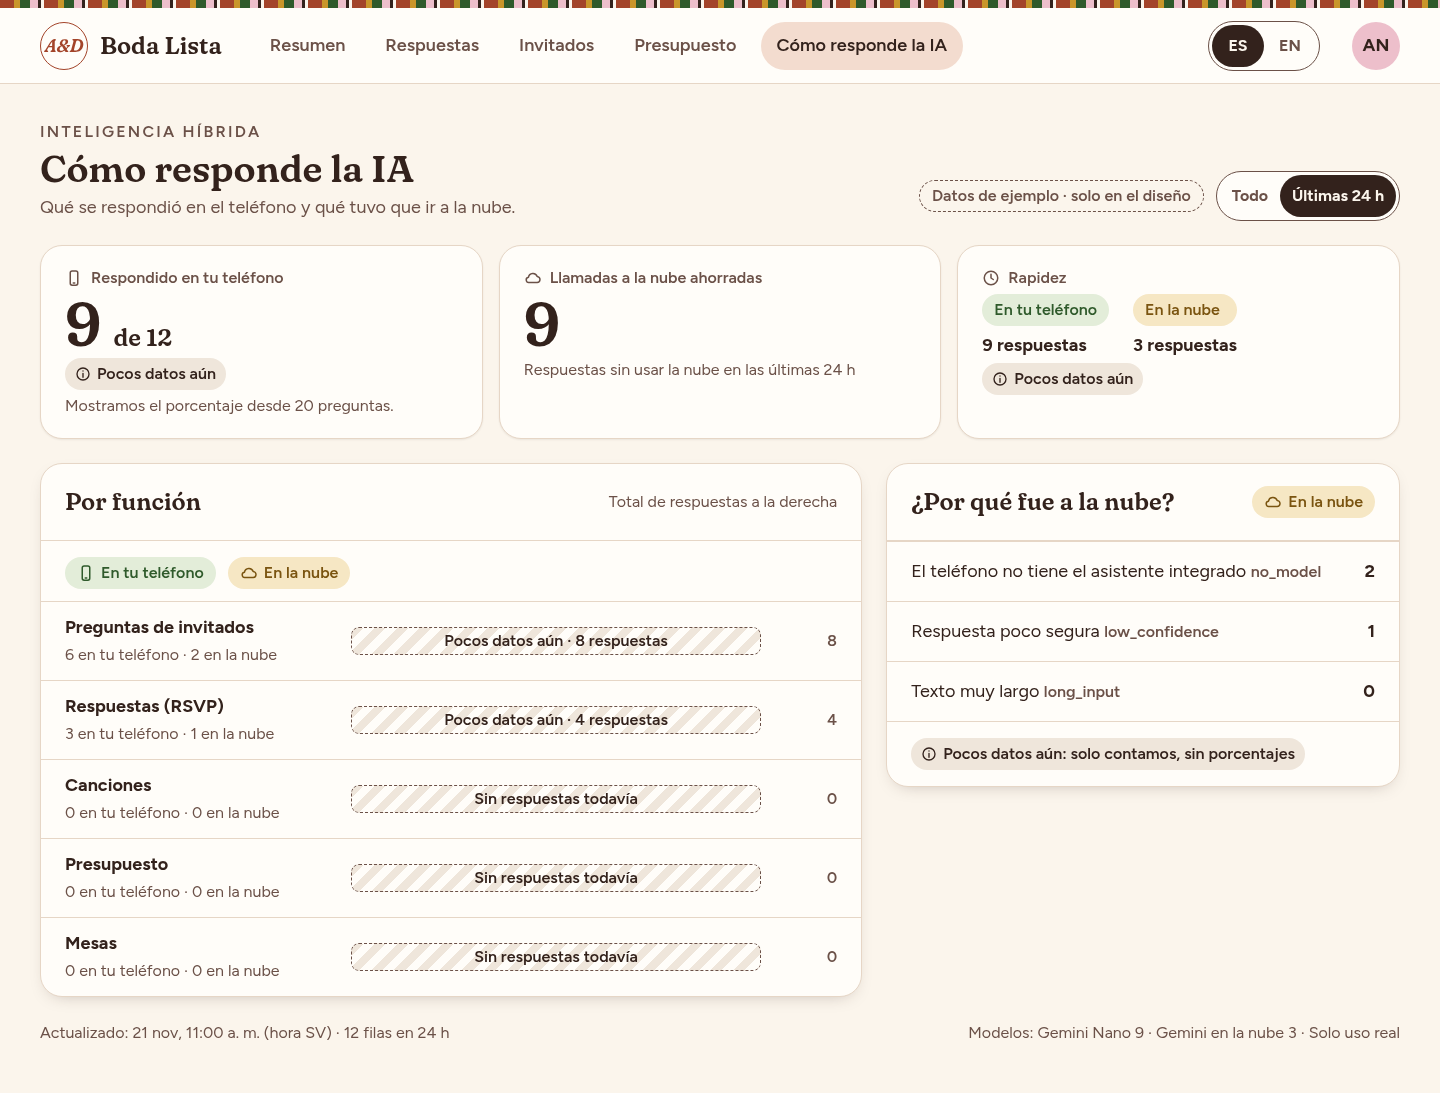 A&D Boda Lista Resumen Respuestas Invitados Presupuesto Cómo responde la IA ES EN AN
INTELIGENCIA HÍBRIDA
Cómo responde la IA
Qué se respondió en el teléfono y qué tuvo que ir a la nube.
Datos de ejemplo · solo en el diseño Todo Últimas 24 h
Respondido en tu teléfono
9 de 12
Pocos datos aún
Mostramos el porcentaje desde 20 preguntas.
Llamadas a la nube ahorradas
9
Respuestas sin usar la nube en las últimas 24 h
Rapidez
En tu teléfono En la nube
9 respuestas 3 respuestas
Pocos datos aún
Por función Total de respuestas a la derecha
En tu teléfono En la nube
Preguntas de invitados
6 en tu teléfono · 2 en la nube
Pocos datos aún · 8 respuestas 8
Respuestas (RSVP)
3 en tu teléfono · 1 en la nube
Pocos datos aún · 4 respuestas 4
Canciones
0 en tu teléfono · 0 en la nube
Sin respuestas todavía 0
Presupuesto
0 en tu teléfono · 0 en la nube
Sin respuestas todavía 0
Mesas
0 en tu teléfono · 0 en la nube
Sin respuestas todavía 0
¿Por qué fue a la nube? En la nube
El teléfono no tiene el asistente integrado no_model 2
Respuesta poco segura low_confidence 1
Texto muy largo long_input 0
Pocos datos aún: solo contamos, sin porcentajes
Actualizado: 21 nov, 11:00 a. m. (hora SV) · 12 filas en 24 h
Modelos: Gemini Nano 9 · Gemini en la nube 3 · Solo uso real